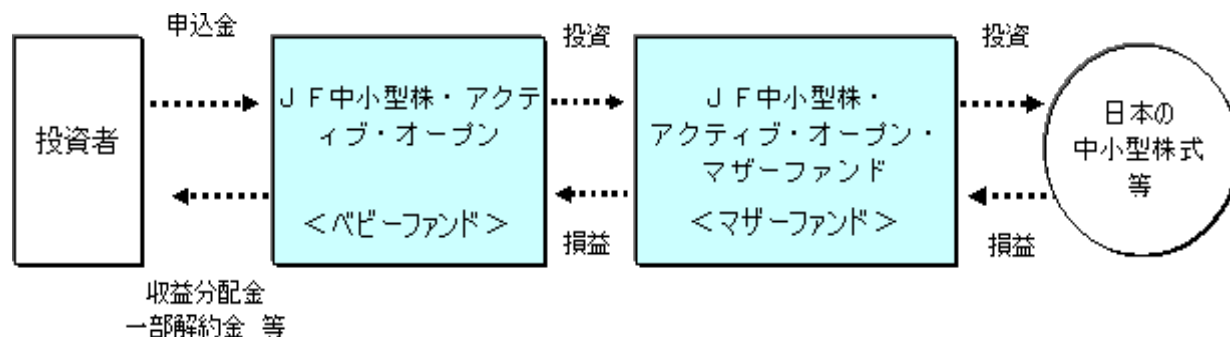 申込金
投資者
収益分配金
一部解約金 等
ＪＦ中小型株・アクテ
ィブ・オープン
＜ベビーファンド＞
投資
損益
ＪＦ中小型株・
アクティブ・オープン・
マザーファンド
＜マザーファンド＞
投資
損益
日本の
中小型株式
等